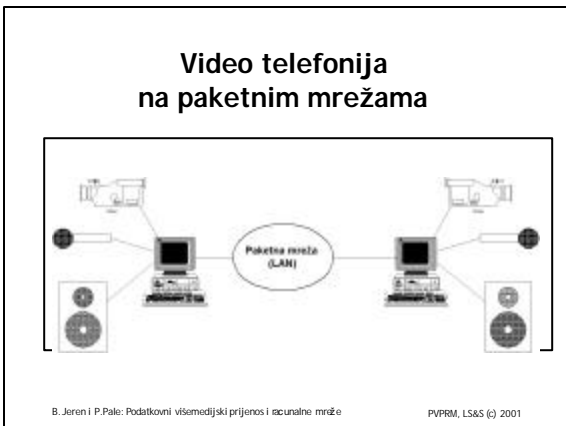 Video telefonija
na paketnim mrežama
Paketna mreža
(LAN)
B. Jeren i P.Pale: Podatkovni višemedijski prijenos i racunalne mreže
PVPRM, LS&S (c) 2001